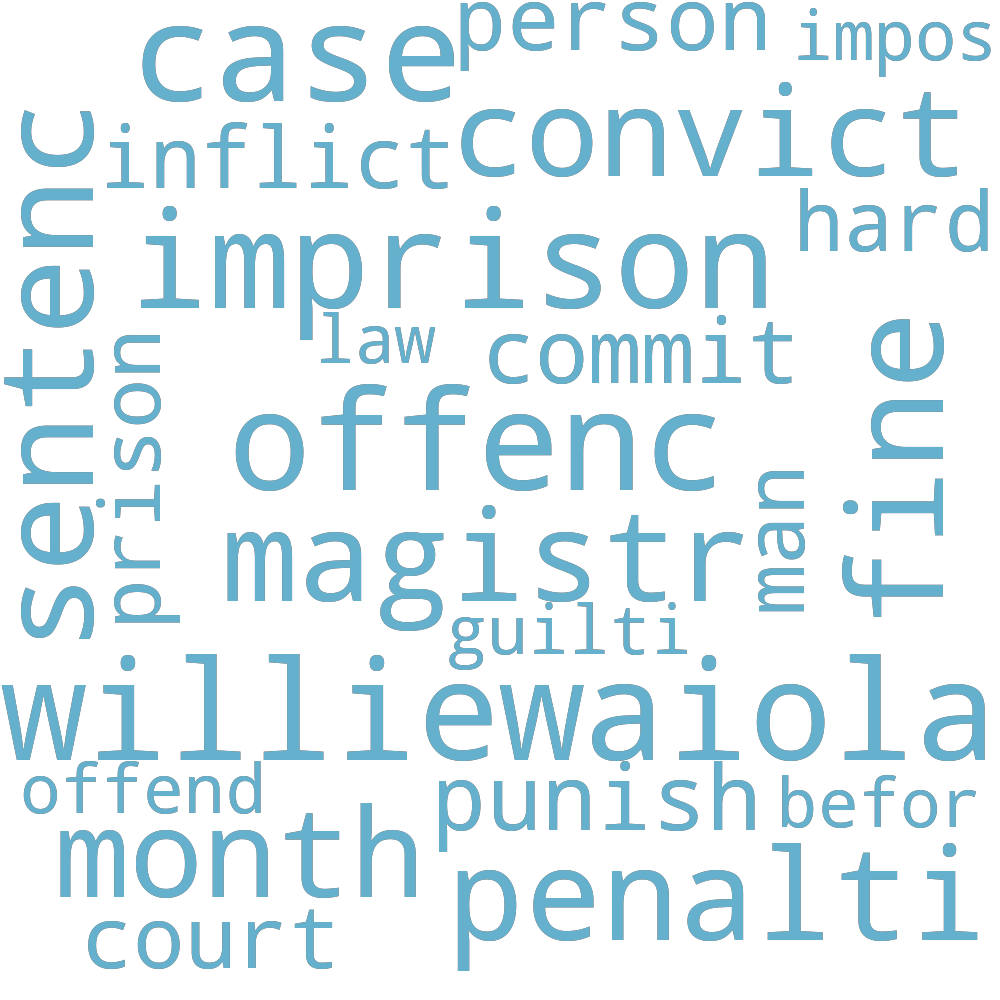 person
impos
case
convict
inflict
sentenc
hard
imprison
law
commit
fine
prison
offenc
man
magistr
guilti
williewaiola
offend
punish
befor
month
penalti
court